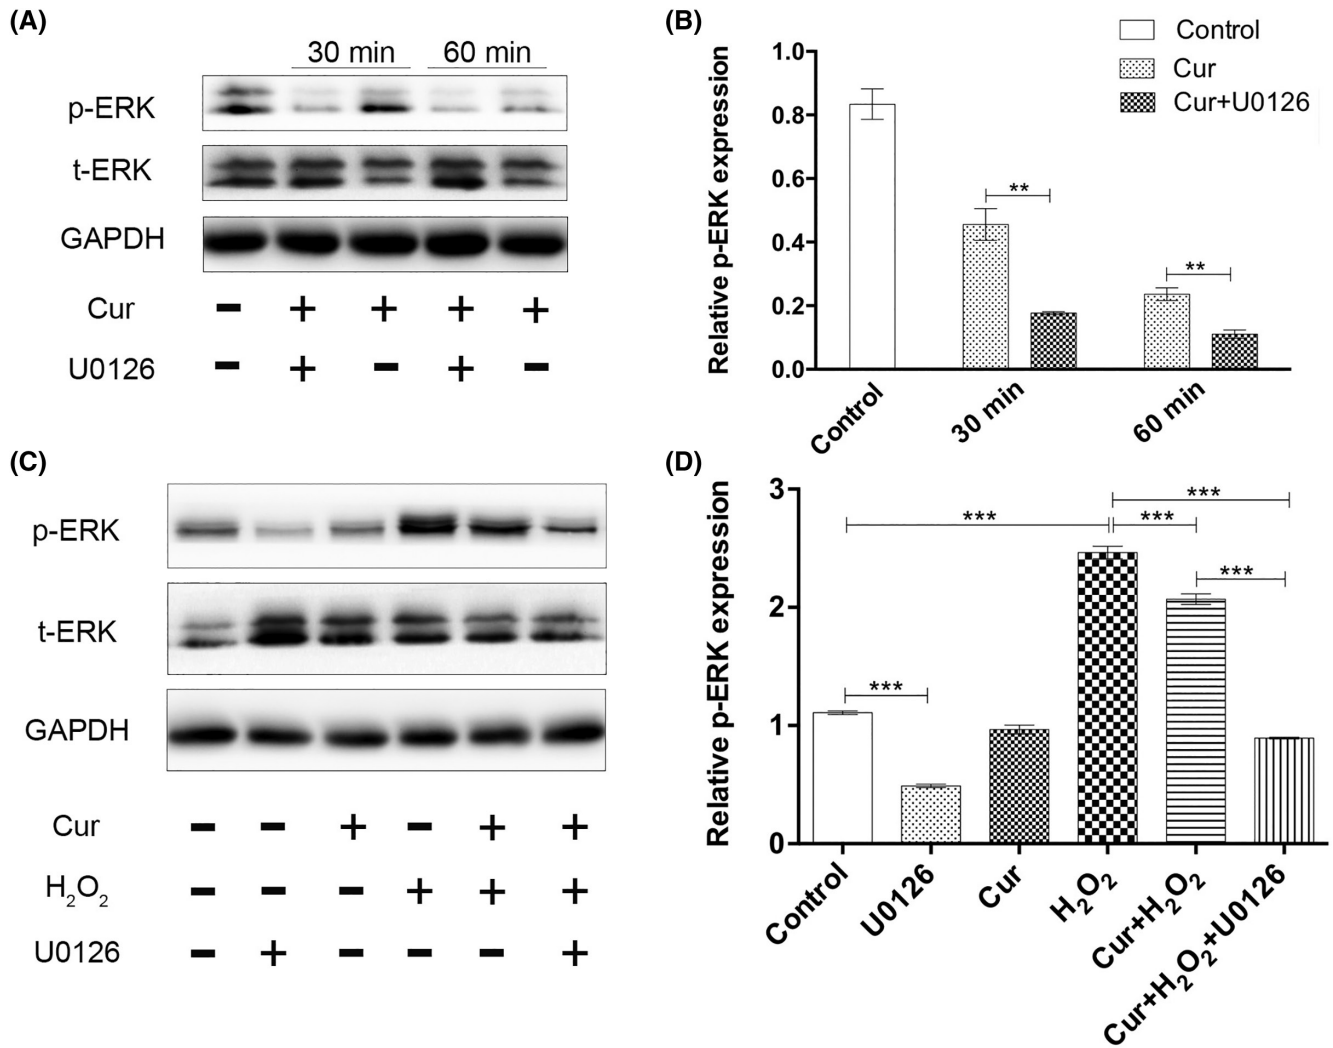 (A)
30 min 60 min
p-ERK
t-ERK
GAPDH
Cur − + + + +
U0126 − + − + −
(B)
Control
Cur
Cur+U0126
Relative p-ERK expression
1.0
0.8
0.6
0.4
0.2
0.0
**
**
Control 30 min 60 min
(C)
p-ERK
t-ERK
GAPDH
Cur − − + − + +
H₂O₂ − − − + + +
U0126 − + − − − +
(D)
Relative p-ERK expression
3
2
1
0
***
*** ***
***
***
Control U0126 Cur H₂O₂ Cur+H₂O₂ Cur+H₂O₂+U0126